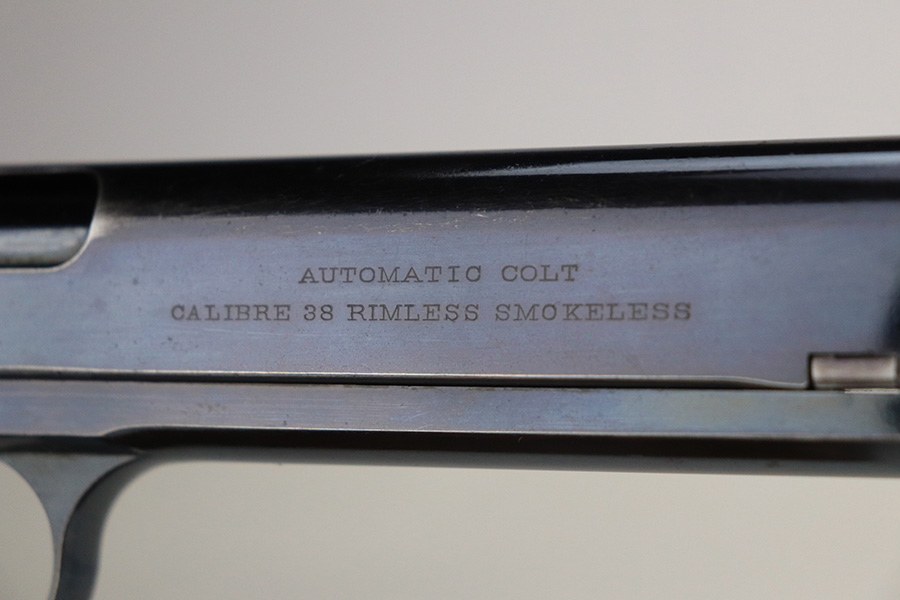 AUTOMATIC COLT
CALIBRE 38 RIMLESS SMOKELESS